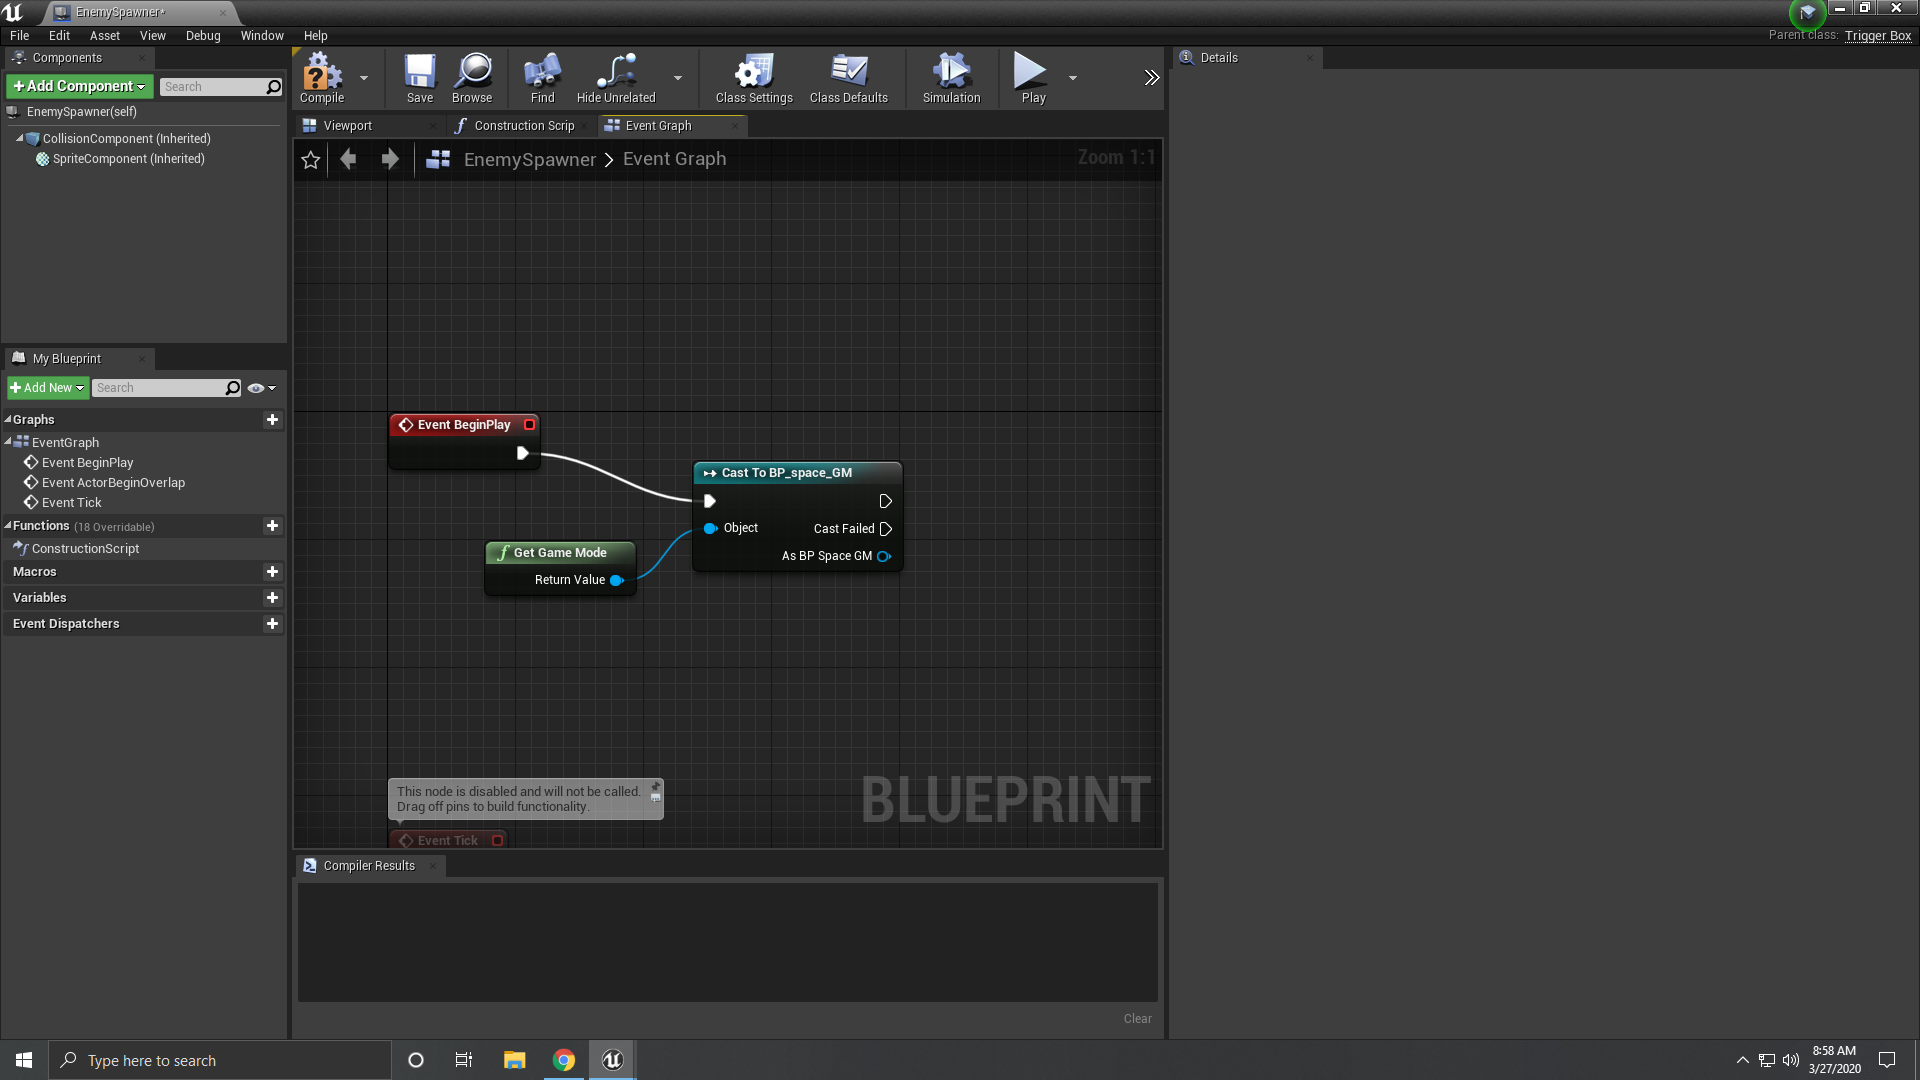 EnemySpawner*
File Edit Asset View Debug Window Help
Parent class: Trigger Box
Components
+Add Component
Search
EnemySpawner(self)
CollisionComponent (Inherited)
SpriteComponent (Inherited)
My Blueprint
+Add New
Search
Graphs
EventGraph
Event BeginPlay
Event ActorBeginOverlap
Event Tick
Functions (18 Overridable)
ConstructionScript
Macros
Variables
Event Dispatchers
Compile
Save
Browse
Find
Hide Unrelated
Class Settings
Class Defaults
Simulation
Play
Viewport
Construction Scrip
Event Graph
EnemySpawner > Event Graph
Zoom 1:1
Event BeginPlay
Cast To BP_space_GM
Object
Cast Failed
As BP Space GM
Get Game Mode
Return Value
This node is disabled and will not be called.
Drag off pins to build functionality.
Event Tick
BLUEPRINT
Compiler Results
Clear
Details
Type here to search
8:58 AM
3/27/2020